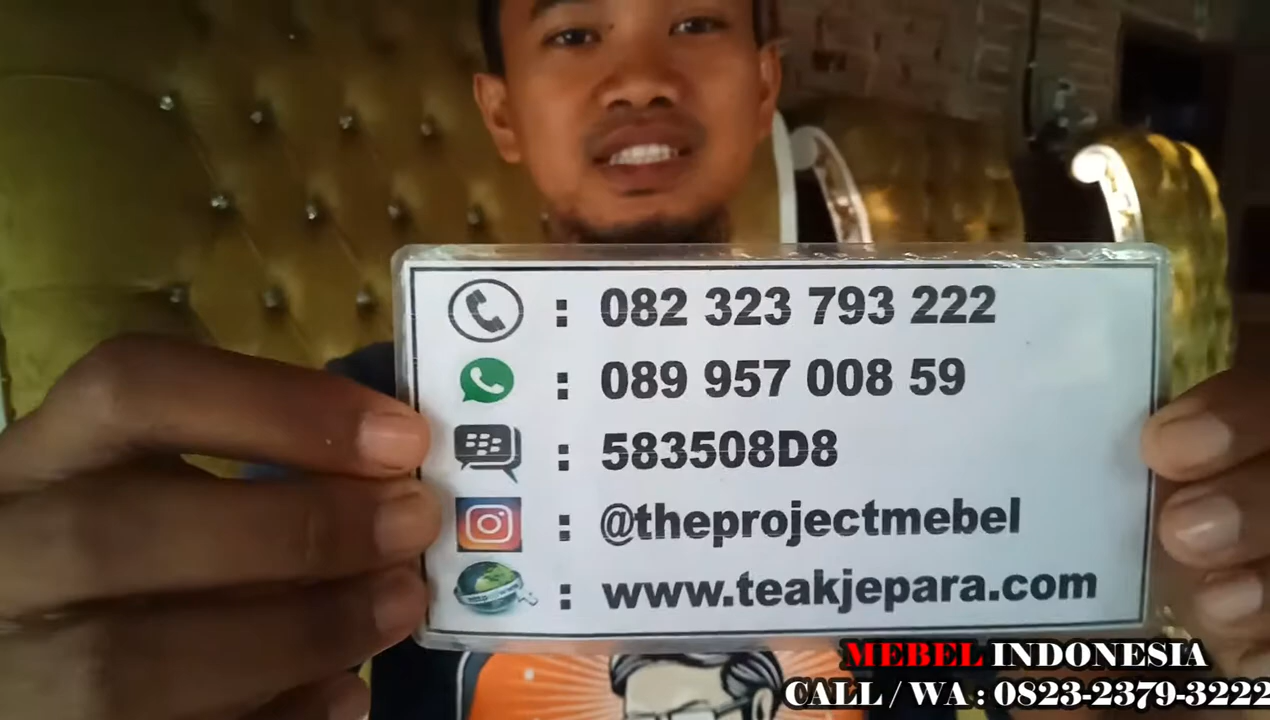 : 082 323 793 222
: 089 957 008 59
: 583508D8
: @theprojectmebel
: www.teakjepara.com
MEBEL INDONESIA
CALL / WA : 0823-2379-3222